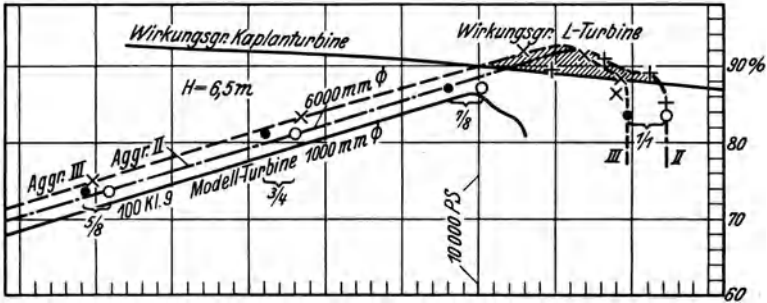 Wirkungsgr. Kaplanturbine
Wirkungsgr. L-Turbine
90%
H=6,5m
6000 mm ϕ
7/8
1/1
80
Aggr. III
Aggr. II
Modell-Turbine 1000 mm ϕ
3/4
III
II
5/8
100 Kl. 9
10000 PS
70
60